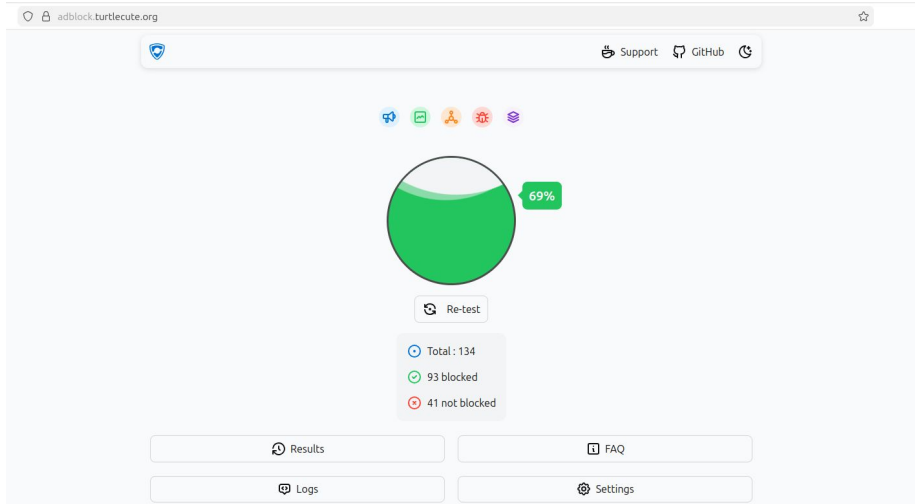 adblock.turtlecute.org
Support GitHub
69%
Re-test
Total : 134
93 blocked
41 not blocked
Results
FAQ
Logs
Settings